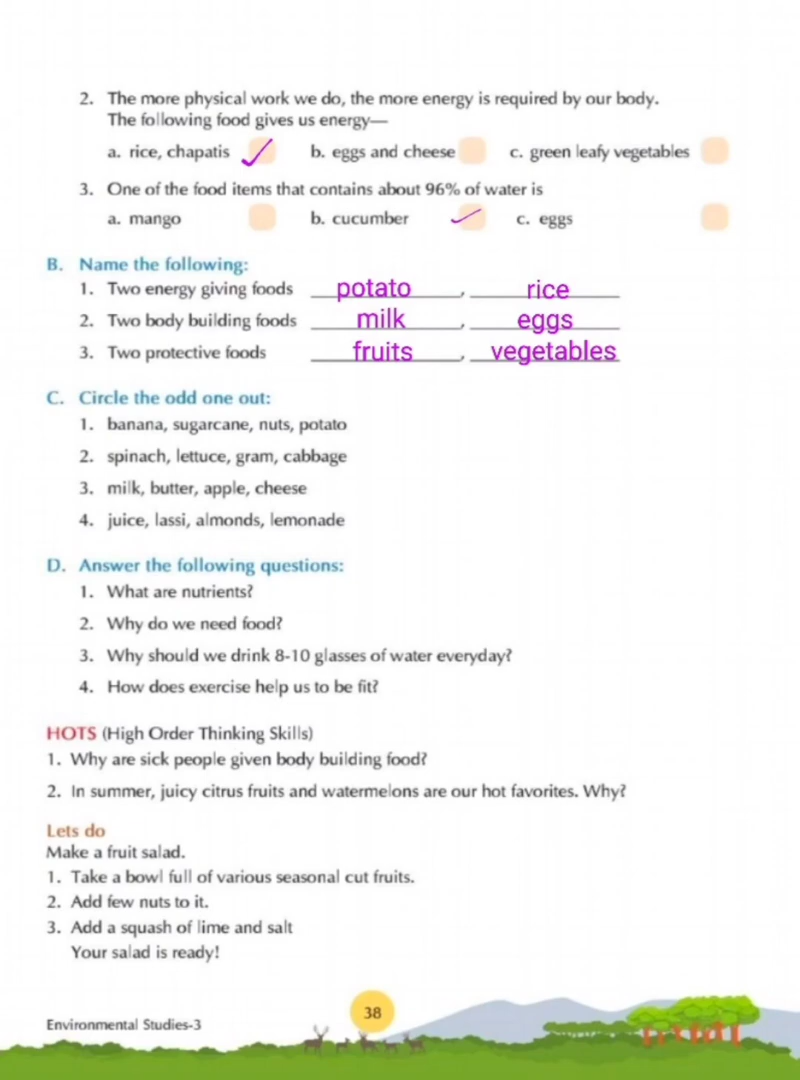 2. The more physical work we do, the more energy is required by our body.
The following food gives us energy—
a. rice, chapatis b. eggs and cheese c. green leafy vegetables
3. One of the food items that contains about 96% of water is
a. mango b. cucumber c. eggs
B. Name the following:
1. Two energy giving foods potato, rice
2. Two body building foods milk, eggs
3. Two protective foods fruits, vegetables
C. Circle the odd one out:
1. banana, sugarcane, nuts, potato
2. spinach, lettuce, gram, cabbage
3. milk, butter, apple, cheese
4. juice, lassi, almonds, lemonade
D. Answer the following questions:
1. What are nutrients?
2. Why do we need food?
3. Why should we drink 8-10 glasses of water everyday?
4. How does exercise help us to be fit?
HOTS (High Order Thinking Skills)
1. Why are sick people given body building food?
2. In summer, juicy citrus fruits and watermelons are our hot favorites. Why?
Lets do
Make a fruit salad.
1. Take a bowl full of various seasonal cut fruits.
2. Add few nuts to it.
3. Add a squash of lime and salt
Your salad is ready!
38
Environmental Studies-3